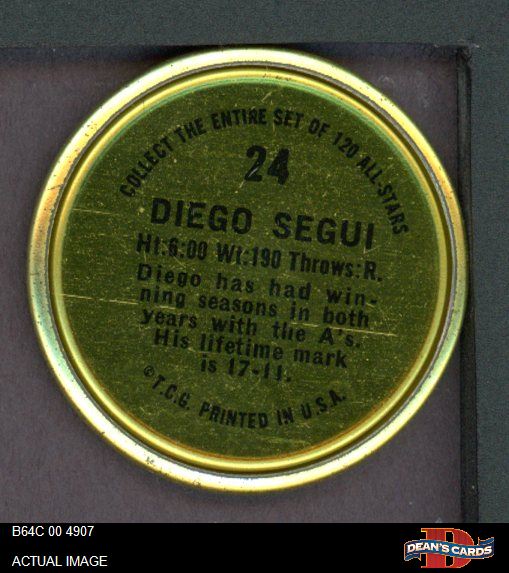 COLLECT THE ENTIRE SET OF 120 ALL-STARS
24
DIEGO SEGUI
Ht:6:00 Wt:190 Throws:R.
Diego has had win-
ning seasons in both
years with the A's.
His lifetime mark
is 17-11.
©T.C.G. PRINTED IN U.S.A.
B64C 00 4907
ACTUAL IMAGE
D
DEAN'S CARDS